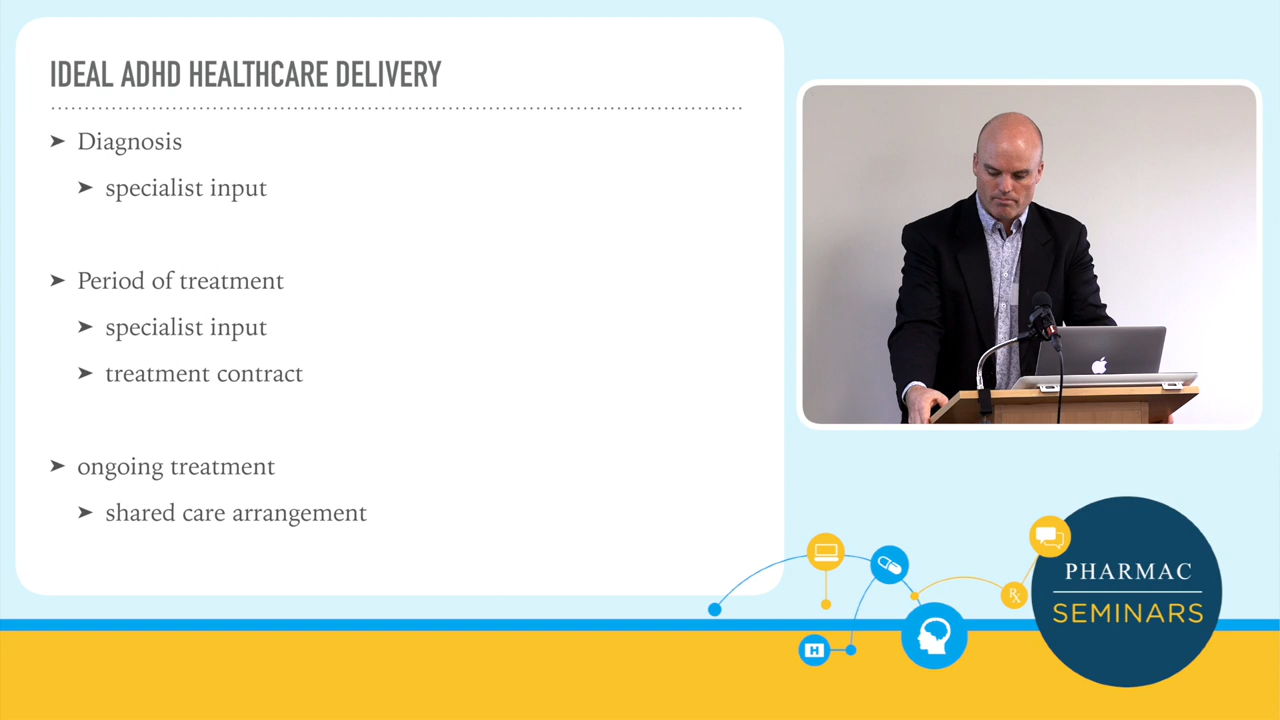 IDEAL ADHD HEALTHCARE DELIVERY
Diagnosis
specialist input
Period of treatment
specialist input
treatment contract
ongoing treatment
shared care arrangement
H
Rx
PHARMAC
SEMINARS